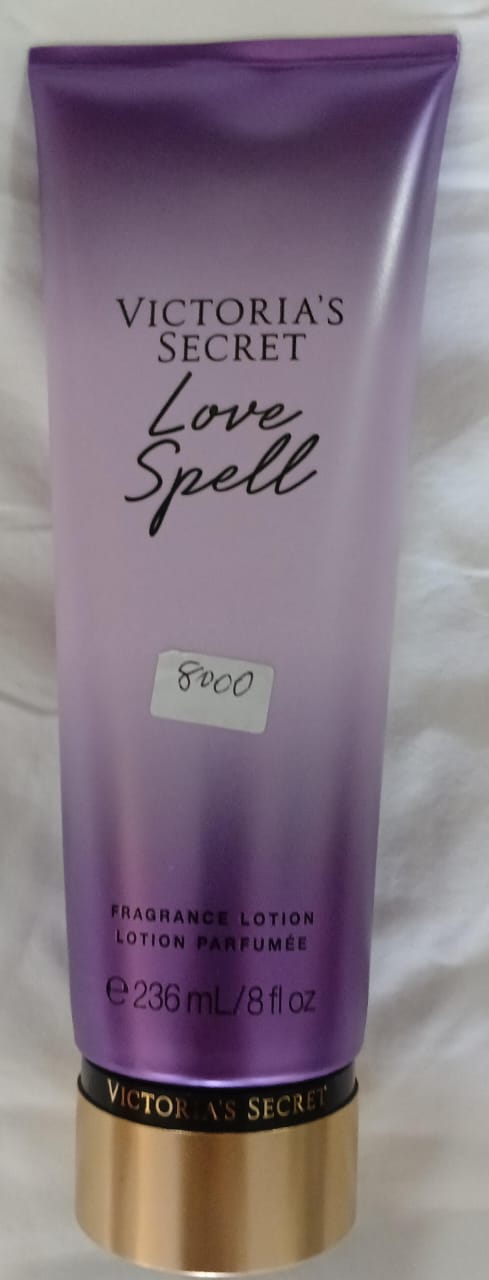 VICTORIA'S
SECRET
Love
Spell
8000
FRAGRANCE LOTION
LOTION PARFUMÉE
℮236 mL/8 fl oz
VICTORIA'S SECRET